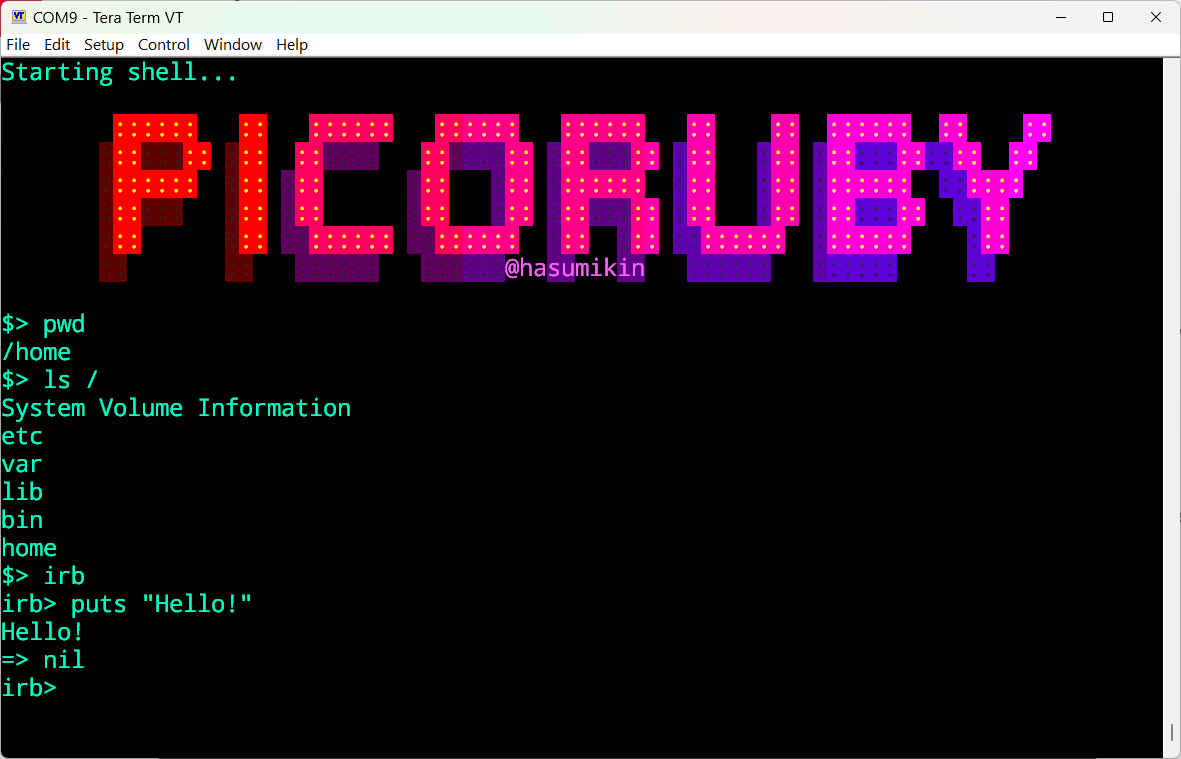 COM9 - Tera Term VT
File Edit Setup Control Window Help
Starting shell...
PICORUBY
@hasumikin
$> pwd
/home
$> ls /
System Volume Information
etc
var
lib
bin
home
$> irb
irb> puts "Hello!"
Hello!
=> nil
irb>